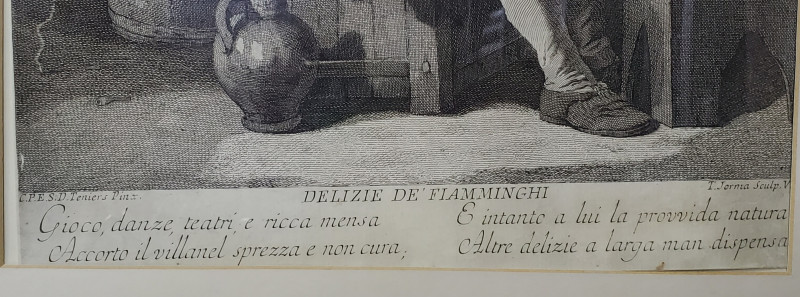 C.P.E.S.D. Teniers Pinx.
DELIZIE DE' FIAMMINGHI
T. Jorma Sculp. V
Gioco, danze, teatri, e ricca mensa
Accorto il villanel sprezza e non cura;
E intanto a lui la provvida natura
Altre delizie a larga man dispensa